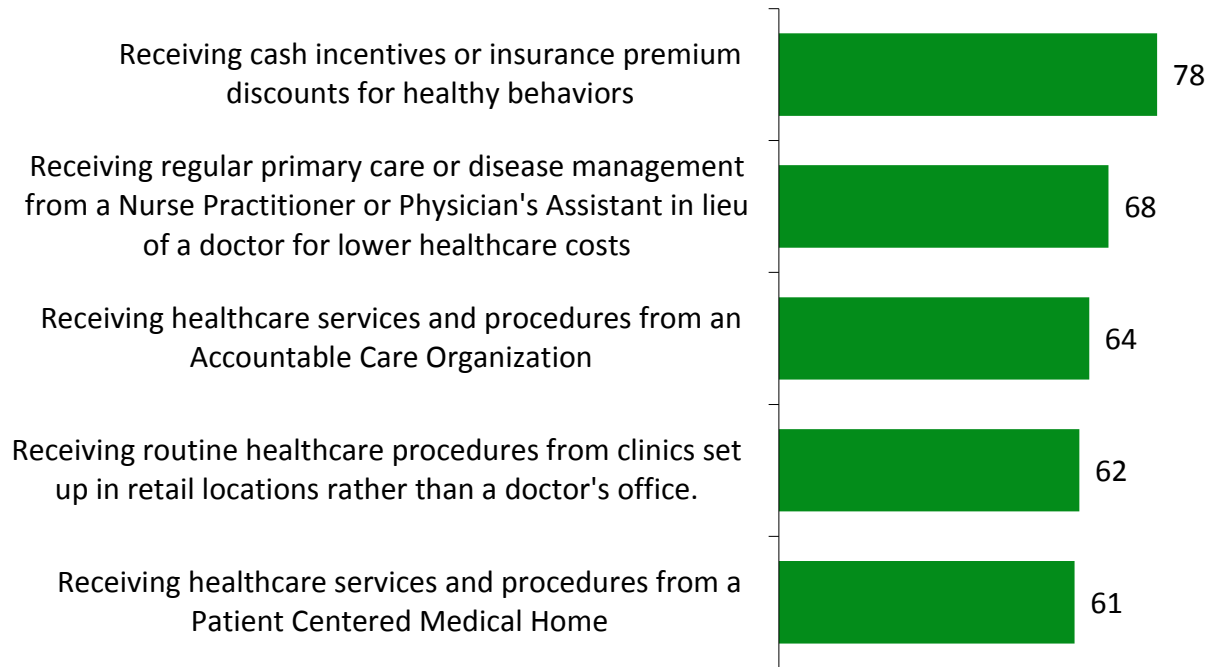 Receiving cash incentives or insurance premium
discounts for healthy behaviors
78
Receiving regular primary care or disease management
from a Nurse Practitioner or Physician's Assistant in lieu
of a doctor for lower healthcare costs
68
Receiving healthcare services and procedures from an
Accountable Care Organization
64
Receiving routine healthcare procedures from clinics set
up in retail locations rather than a doctor's office.
62
Receiving healthcare services and procedures from a
Patient Centered Medical Home
61